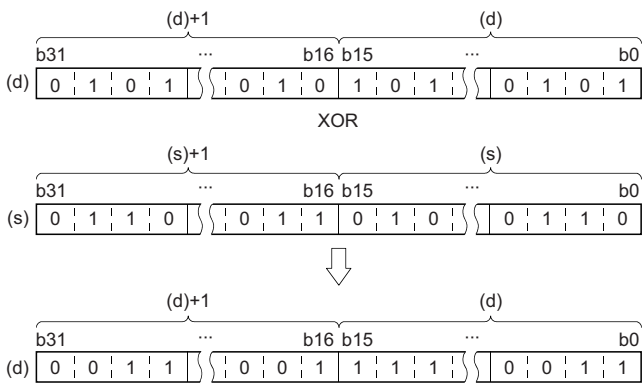 (d)+1 (d)
b31 ... b16 b15 ... b0
(d) 0 1 0 1 0 1 0 1 0 1 0 1 0 1
XOR
(s)+1 (s)
b31 ... b16 b15 ... b0
(s) 0 1 1 0 0 1 1 0 1 0 0 1 1 0
(d)+1 (d)
b31 ... b16 b15 ... b0
(d) 0 0 1 1 0 0 1 1 1 1 0 0 1 1